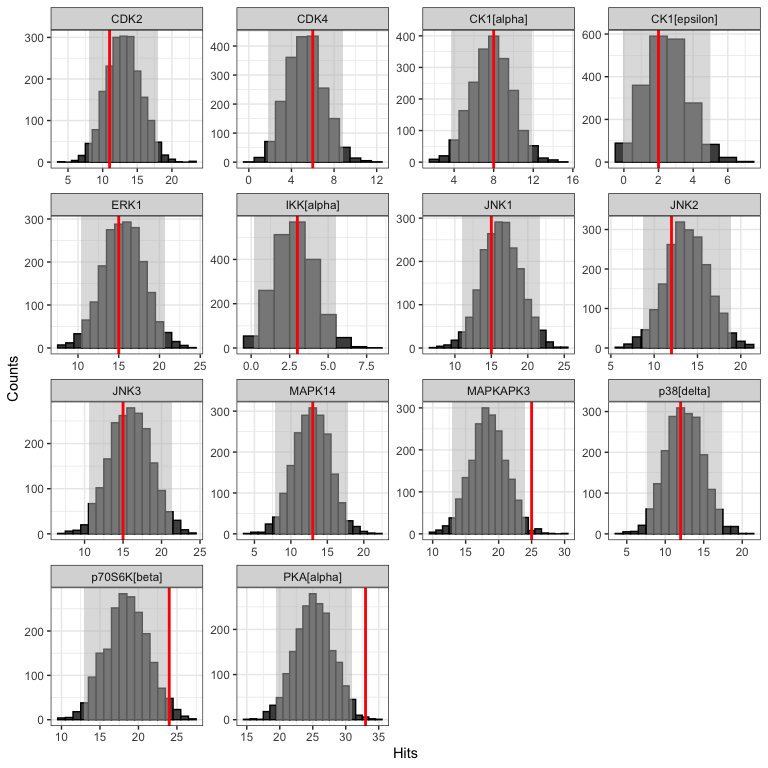 CDK2 CDK4 CK1[alpha] CK1[epsilon]
300 400 400 600
200 300 300 400
100 200 200 200
0 100 100 0
0 0
5 10 15 20 0 4 8 12 4 8 12 16 0 2 4 6
ERK1 IKK[alpha] JNK1 JNK2
300 400 300 300
200 200 200 200
100 0 100 100
0 0 0
10 15 20 25 0.0 2.5 5.0 7.5 10 15 20 25 5 10 15 20
Counts
JNK3 MAPK14 MAPKAPK3 p38[delta]
200 300 300 300
100 200 200 200
0 100 100 100
0 0 0
10 15 20 25 5 10 15 20 10 15 20 25 30 5 10 15 20
p70S6K[beta] PKA[alpha]
200 200
100 100
0 0
10 15 20 25 15 20 25 30 35
Hits